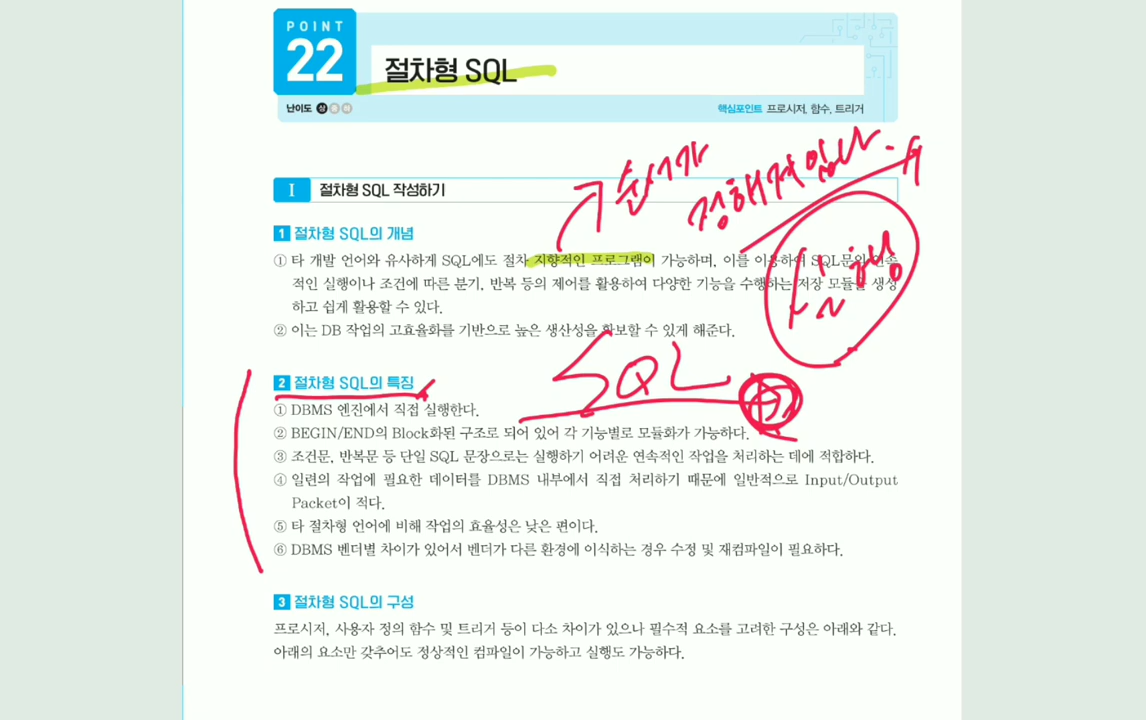 POINT
22
절차형 SQL
난이도 상 중 하
핵심포인트 프로시저, 함수, 트리거
순서가
정해져있다.
I 절차형 SQL 작성하기
1 절차형 SQL의 개념
① 타 개발 언어와 유사하게 SQL에도 절차 지향적인 프로그램이 가능하며, 이를 이용하여 SQL문의 연속
적인 실행이나 조건에 따른 분기, 반복 등의 제어를 활용하여 다양한 기능을 수행하는 저장 모듈을 생성
하고 쉽게 활용할 수 있다.
② 이는 DB 작업의 고효율화를 기반으로 높은 생산성을 확보할 수 있게 해준다.
SQL
2 절차형 SQL의 특징
① DBMS 엔진에서 직접 실행한다.
② BEGIN/END의 Block화된 구조로 되어 있어 각 기능별로 모듈화가 가능하다.
③ 조건문, 반복문 등 단일 SQL 문장으로는 실행하기 어려운 연속적인 작업을 처리하는 데에 적합하다.
④ 일련의 작업에 필요한 데이터를 DBMS 내부에서 직접 처리하기 때문에 일반적으로 Input/Output
Packet이 적다.
⑤ 타 절차형 언어에 비해 작업의 효율성은 낮은 편이다.
⑥ DBMS 벤더별 차이가 있어서 벤더가 다른 환경에 이식하는 경우 수정 및 재컴파일이 필요하다.
3 절차형 SQL의 구성
프로시저, 사용자 정의 함수 및 트리거 등이 다소 차이가 있으나 필수적 요소를 고려한 구성은 아래와 같다.
아래의 요소만 갖추어도 정상적인 컴파일이 가능하고 실행도 가능하다.